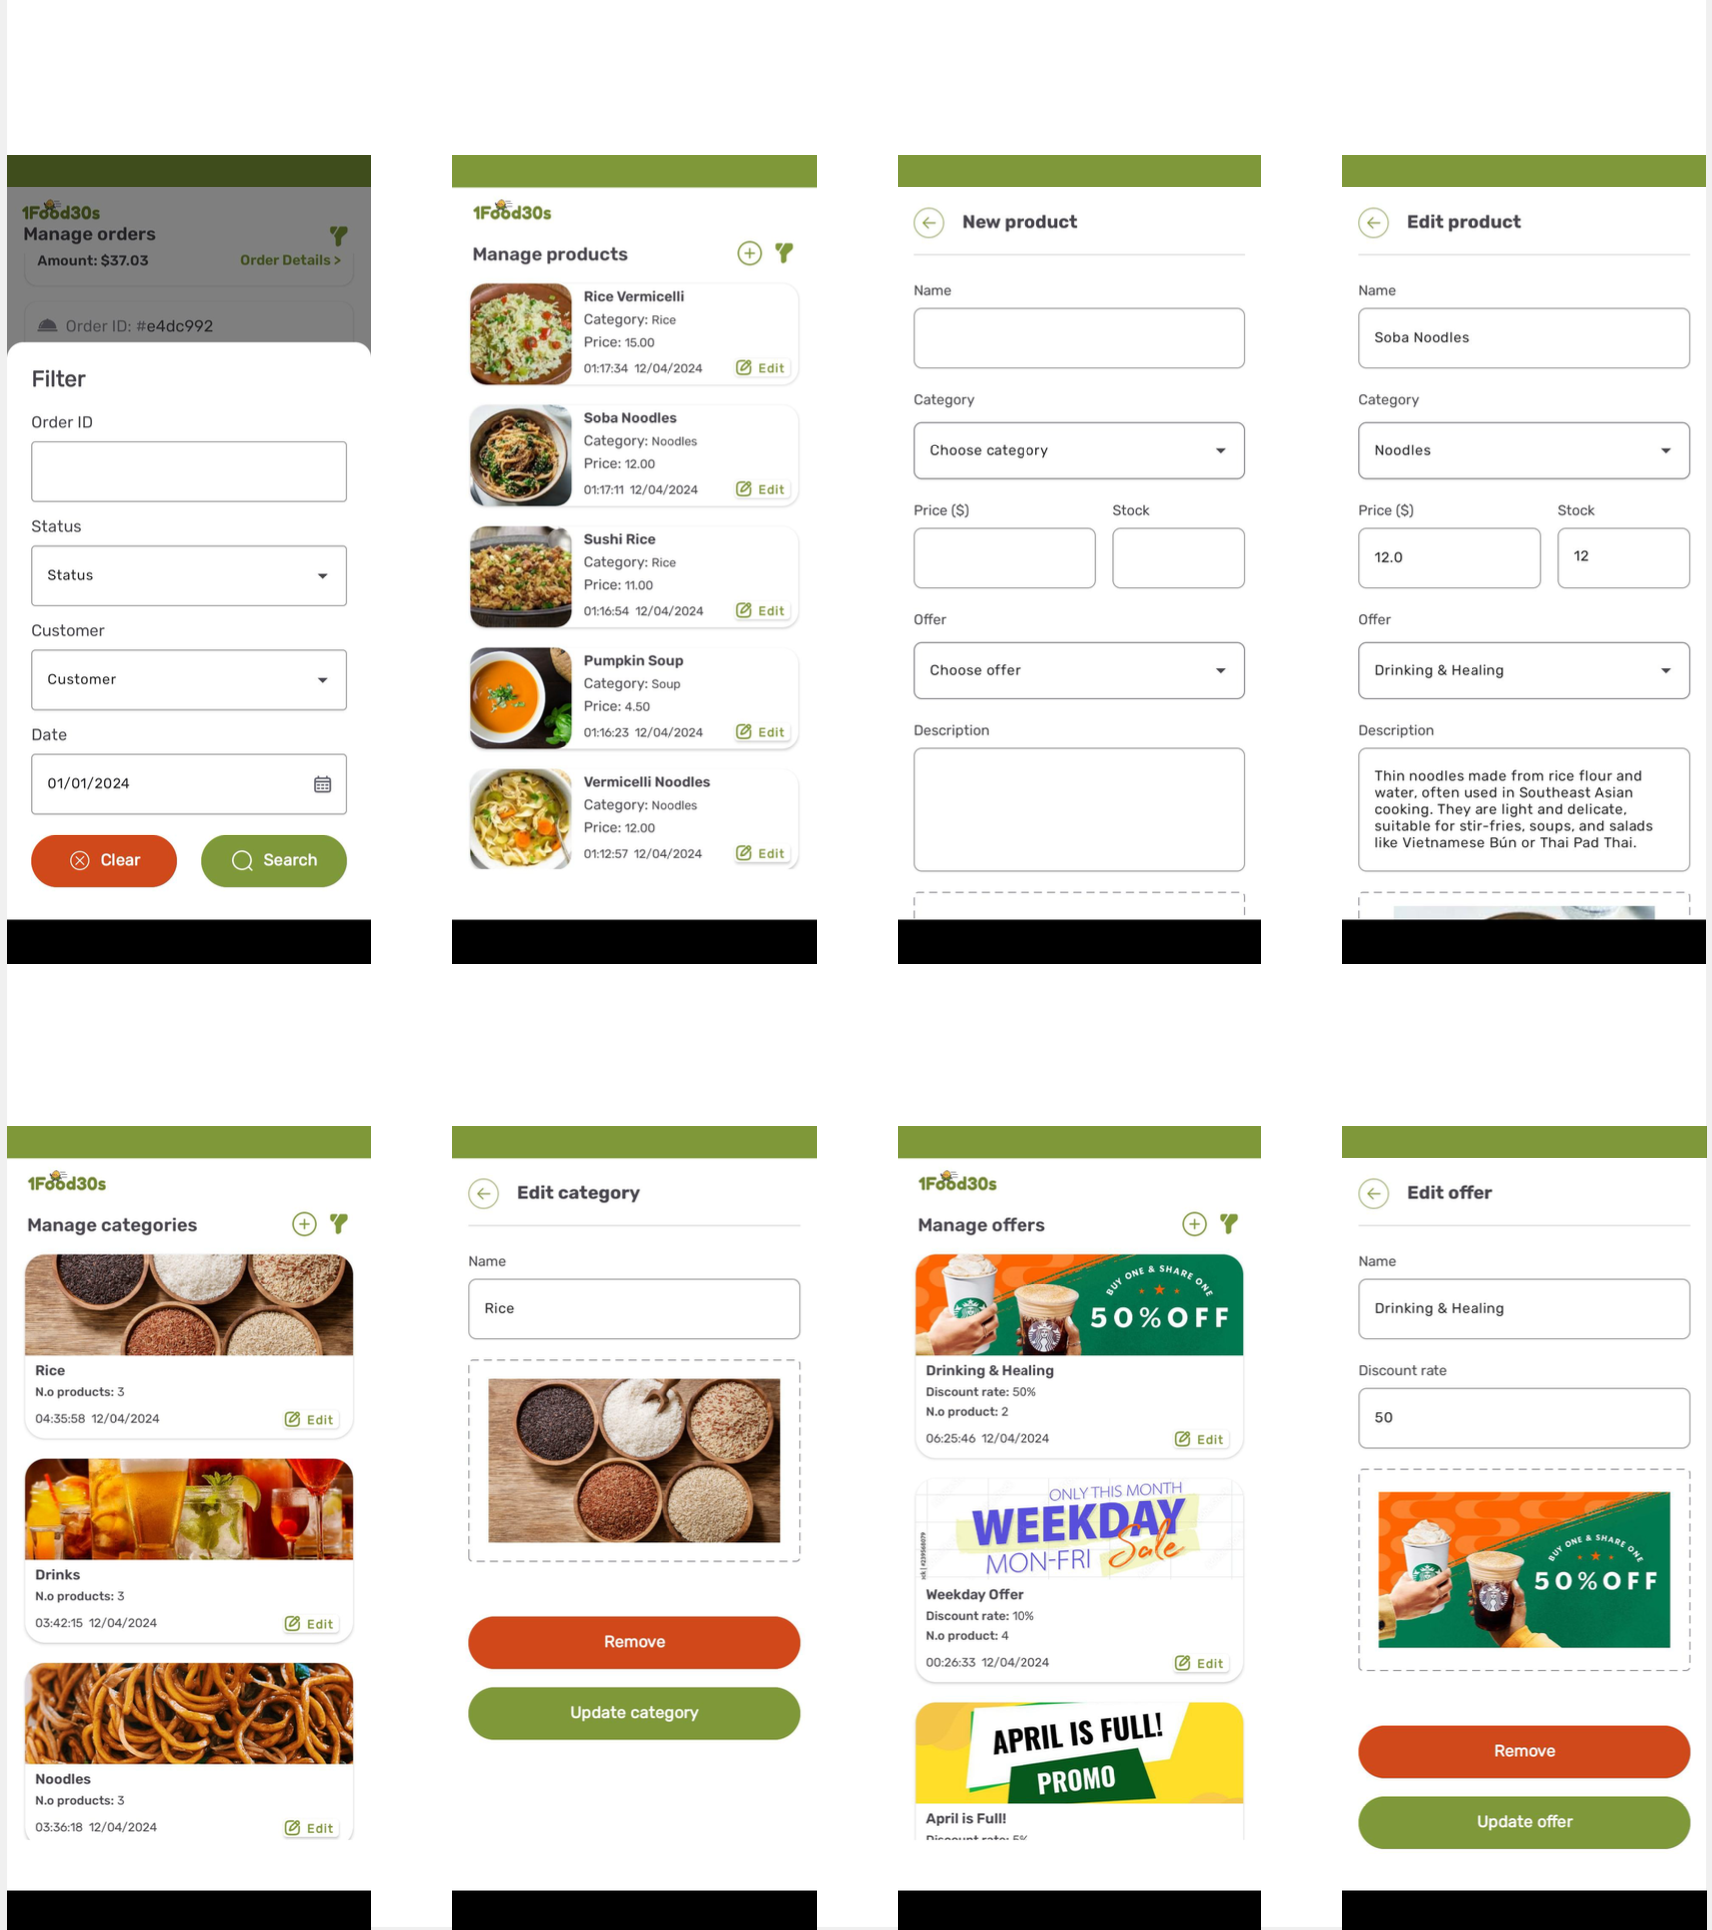 1Food30s
Manage orders
Amount: $37.03
Order Details >
Order ID: #e4dc992
Filter
Order ID
Status
Status
Customer
Customer
Date
01/01/2024
Clear
Search
1Food30s
Manage products
Rice Vermicelli
Category: Rice
Price: 15.00
01:17:34 12/04/2024
Edit
Soba Noodles
Category: Noodles
Price: 12.00
01:17:11 12/04/2024
Edit
Sushi Rice
Category: Rice
Price: 11.00
01:16:54 12/04/2024
Edit
Pumpkin Soup
Category: Soup
Price: 4.50
01:16:23 12/04/2024
Edit
Vermicelli Noodles
Category: Noodles
Price: 12.00
01:12:57 12/04/2024
Edit
New product
Name
Category
Choose category
Price ($)
Stock
Offer
Choose offer
Description
Edit product
Name
Soba Noodles
Category
Noodles
Price ($)
Stock
12.0
12
Offer
Drinking & Healing
Description
Thin noodles made from rice flour and
water, often used in Southeast Asian
cooking. They are light and delicate,
suitable for stir-fries, soups, and salads
like Vietnamese Bún or Thai Pad Thai.
1Food30s
Manage categories
Rice
N.o products: 3
04:35:58 12/04/2024
Edit
Drinks
N.o products: 3
03:42:15 12/04/2024
Edit
Noodles
N.o products: 3
03:36:18 12/04/2024
Edit
Edit category
Name
Rice
Remove
Update category
1Food30s
Manage offers
BUY ONE & SHARE ONE
50%OFF
Drinking & Healing
Discount rate: 50%
N.o product: 2
06:25:46 12/04/2024
Edit
ONLY THIS MONTH
WEEKDAY
Sale
MON-FRI
Weekday Offer
Discount rate: 10%
N.o product: 4
00:26:33 12/04/2024
Edit
APRIL IS FULL!
PROMO
April is Full!
Discount rate: 5%
Edit offer
Name
Drinking & Healing
Discount rate
50
BUY ONE & SHARE ONE
50%OFF
Remove
Update offer